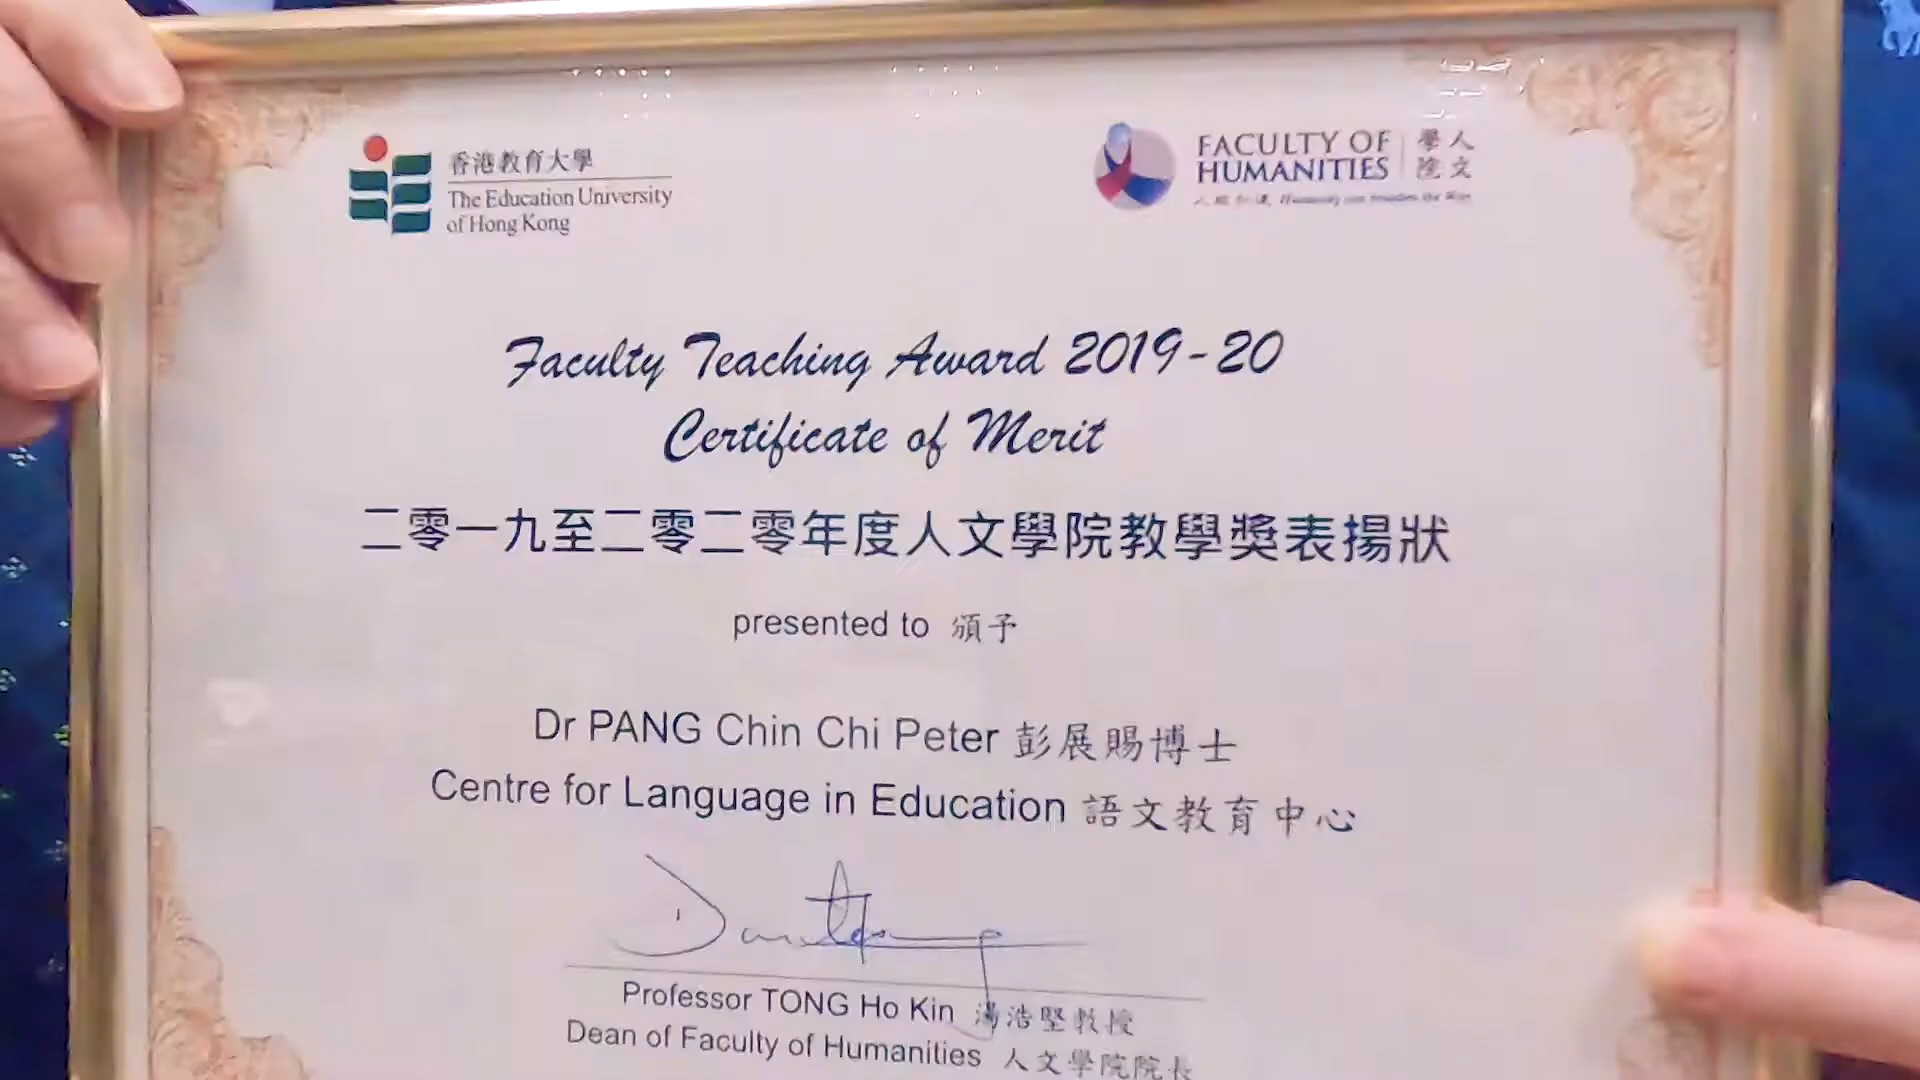 香港教育大學
The Education University
of Hong Kong
FACULTY OF
HUMANITIES
人文
學院
Faculty Teaching Award 2019-20
Certificate of Merit
二零一九至二零二零年度人文學院教學獎表揚狀
presented to 頒予
Dr PANG Chin Chi Peter 彭展賜博士
Centre for Language in Education 語文教育中心
Professor TONG Ho Kin 湯浩堅教授
Dean of Faculty of Humanities 人文學院院長